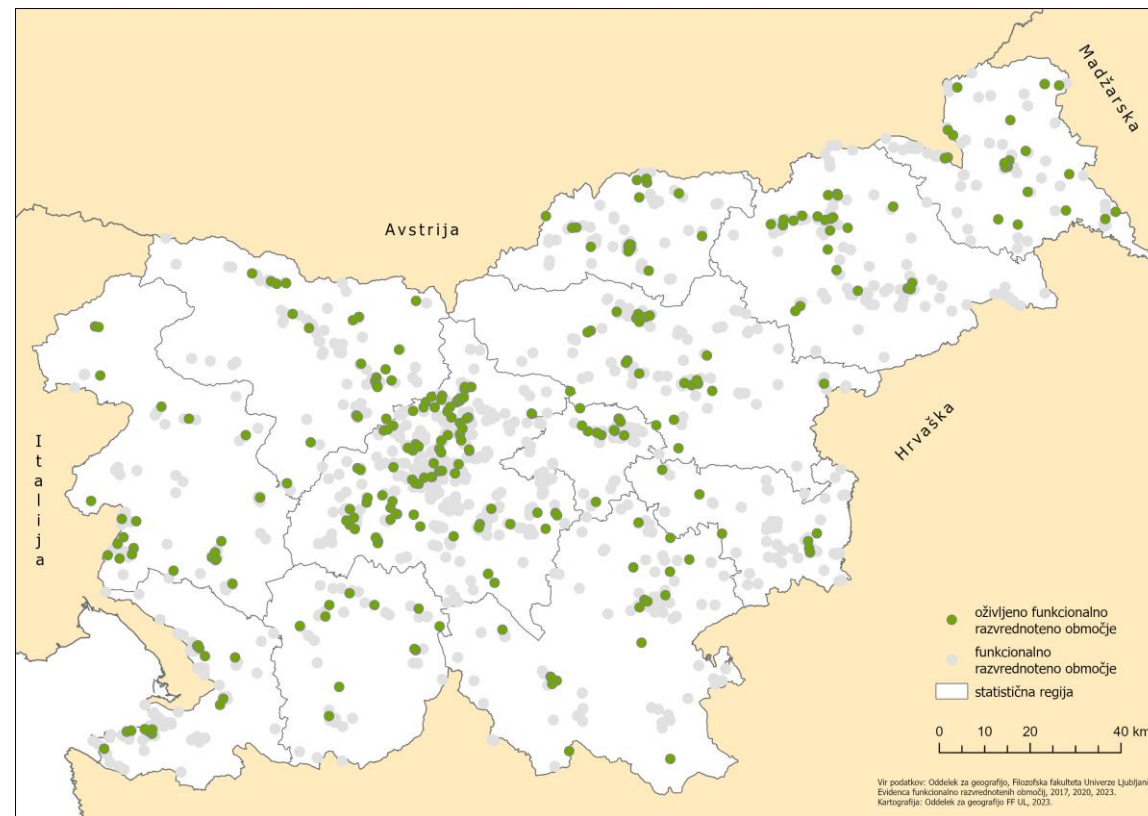 Madžarska
Avstrija
Italija
Hrvaška
oživljeno funkcionalno
razvrednoteno območje
funkcionalno
razvrednoteno območje
statistična regija
0 10 20 40 km
Vir podatkov: Oddelek za geografijo, Filozofska fakulteta Univerze Ljubljani
Evidenca funkcionalno razvrednotenih območij, 2017, 2020, 2023.
Kartografija: Oddelek za geografijo FF UL, 2023.